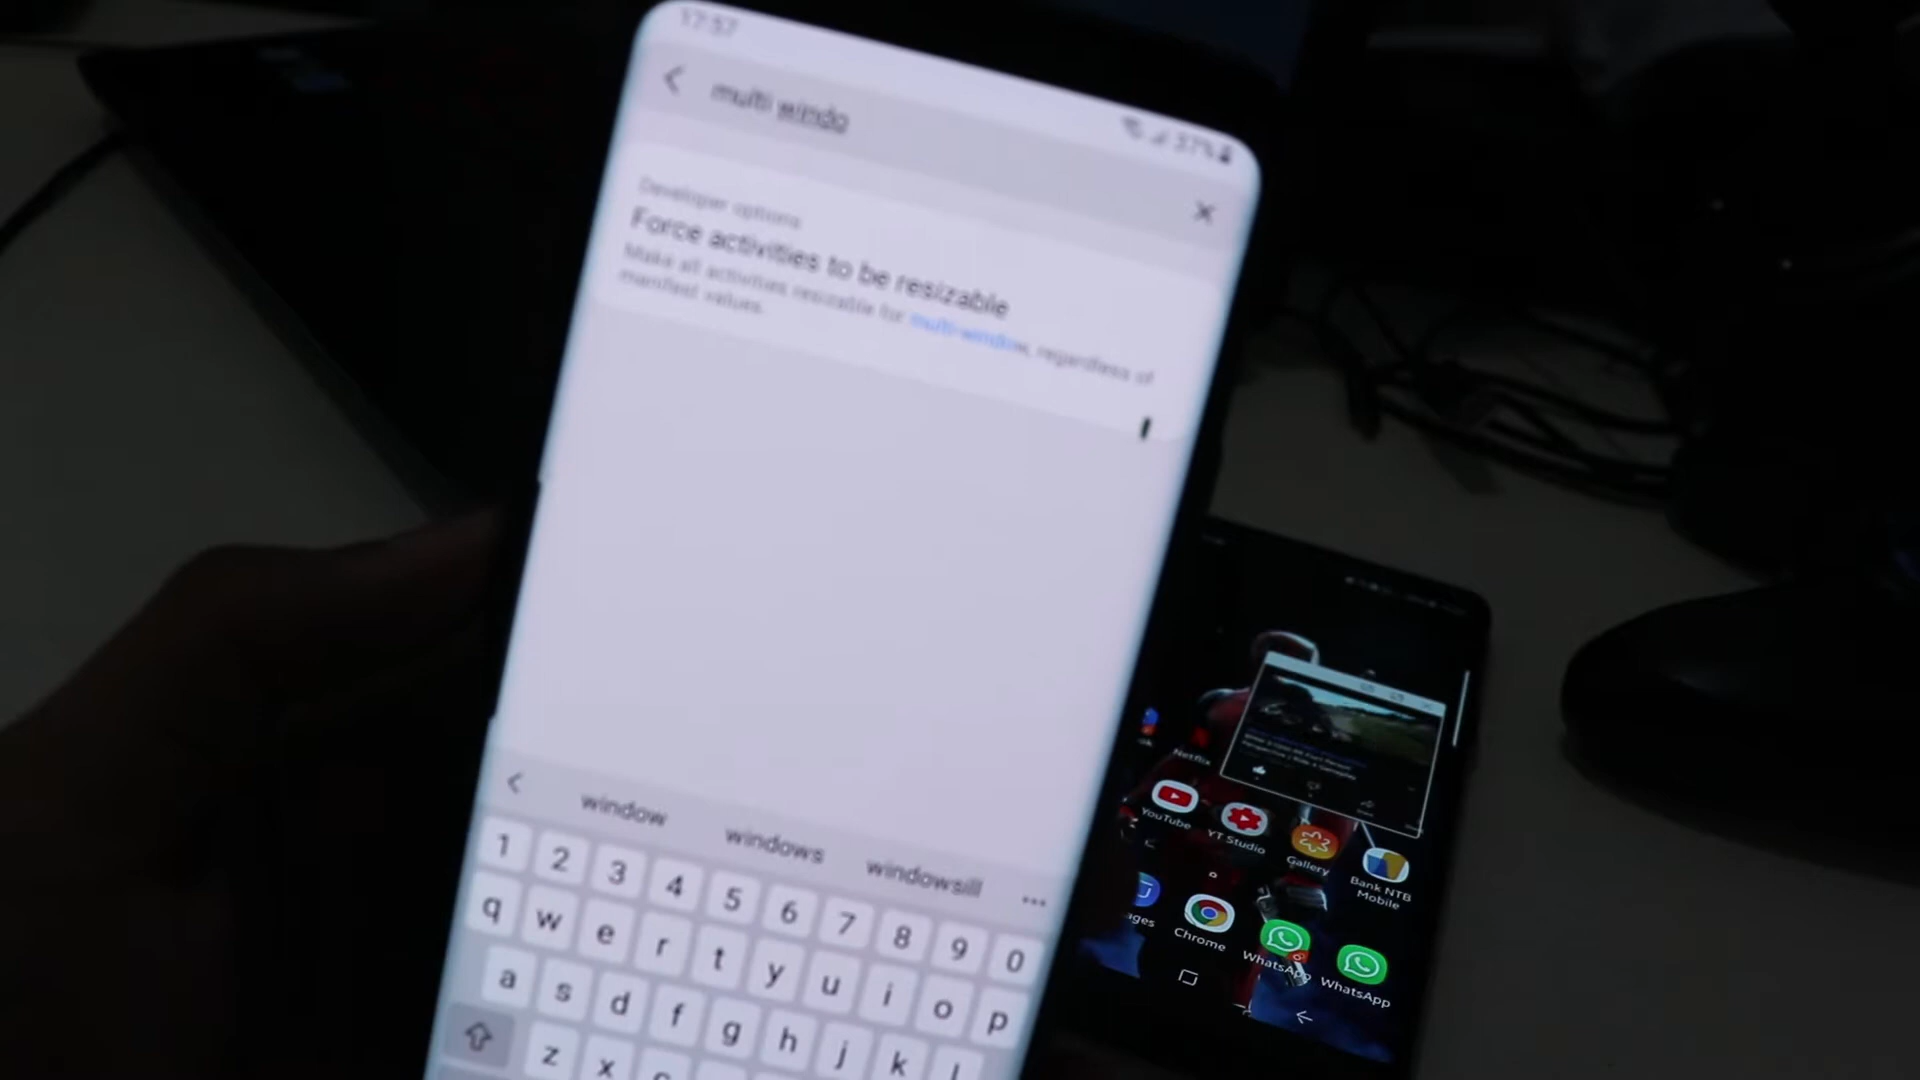 17:57
37%
multi windo
Developer options
Force activities to be resizable
Make all activities resizable for multi-window, regardless of
manifest values.
window windows windowsill
1 2 3 4 5 6 7 8 9 0
q w e r t y u i o p
a s d f g h j k l
z x c
Netflix
YouTube YT Studio Gallery Bank NTB
Mobile
ages Chrome WhatsApp WhatsApp